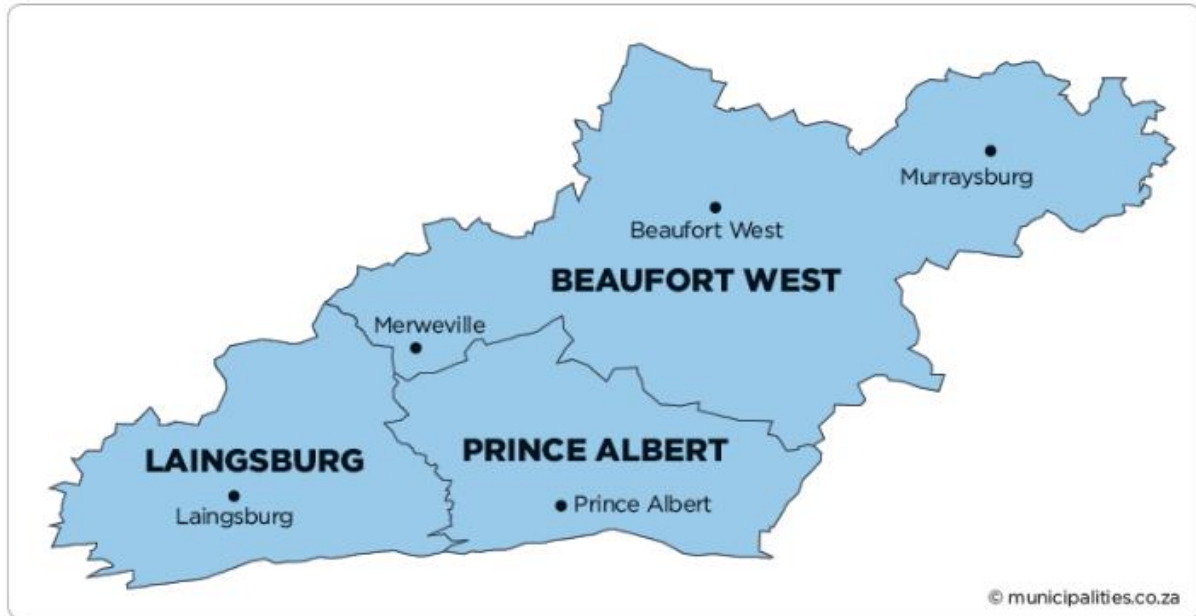 Murraysburg
Beaufort West
BEAUFORT WEST
Merweville
LAINGSBURG
PRINCE ALBERT
Laingsburg
Prince Albert
© municipalities.co.za